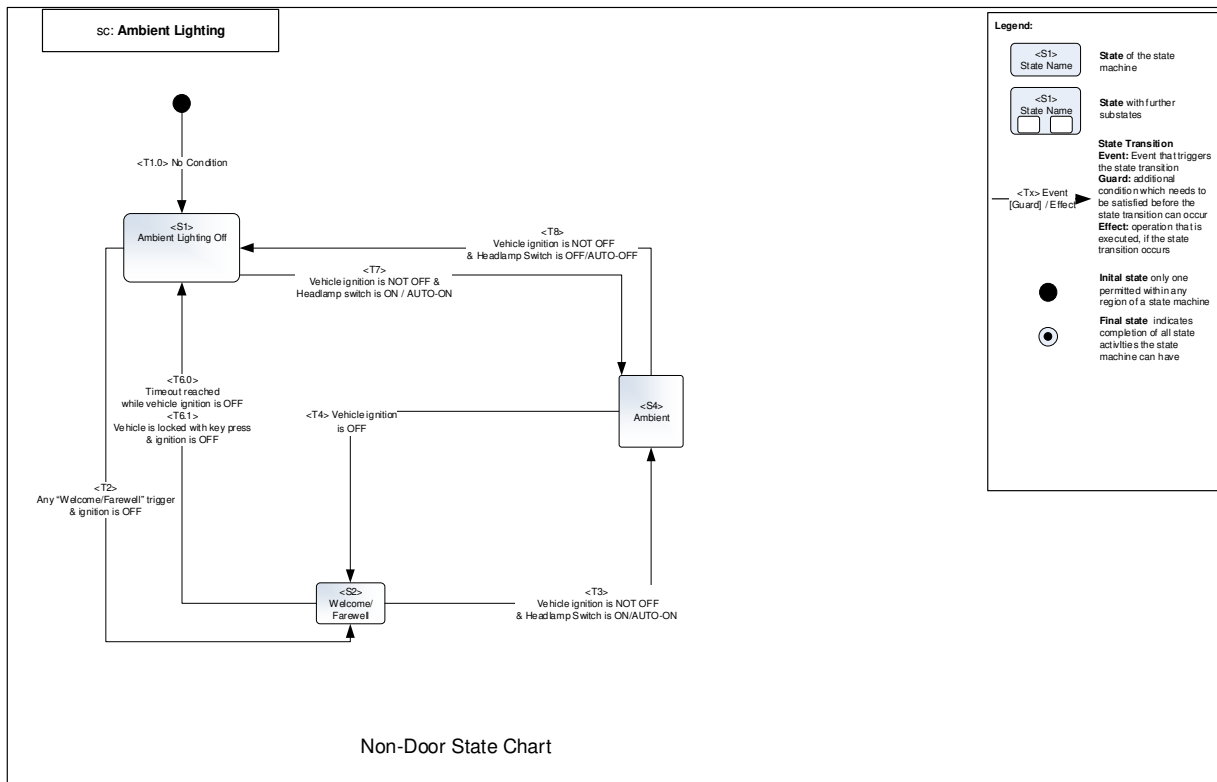 sc: Ambient Lighting
<T1.0> No Condition
<S1>
Ambient Lighting Off
<T8>
Vehicle ignition is NOT OFF
& Headlamp Switch is OFF/AUTO-OFF
<T7>
Vehicle ignition is NOT OFF &
Headlamp switch is ON / AUTO-ON
<T6.0>
Timeout reached
while vehicle ignition is OFF
<T6.1>
Vehicle is locked with key press
& ignition is OFF
<T4> Vehicle ignition
is OFF
<S4>
Ambient
<T2>
Any “Welcome/Farewell” trigger
& ignition is OFF
<S2>
Welcome/
Farewell
<T3>
Vehicle ignition is NOT OFF
& Headlamp Switch is ON/AUTO-ON
Non-Door State Chart
Legend:
<S1>
State Name
State of the state
machine
<S1>
State Name
State with further
substates
State Transition
Event: Event that triggers
the state transition
Guard: additional
condition which needs to
be satisfied before the
state transition can occur
Effect: operation that is
executed, if the state
transition occurs
<Tx> Event
[Guard] / Effect
Inital state only one
permitted within any
region of a state machine
Final state indicates
completion of all state
activities the state
machine can have